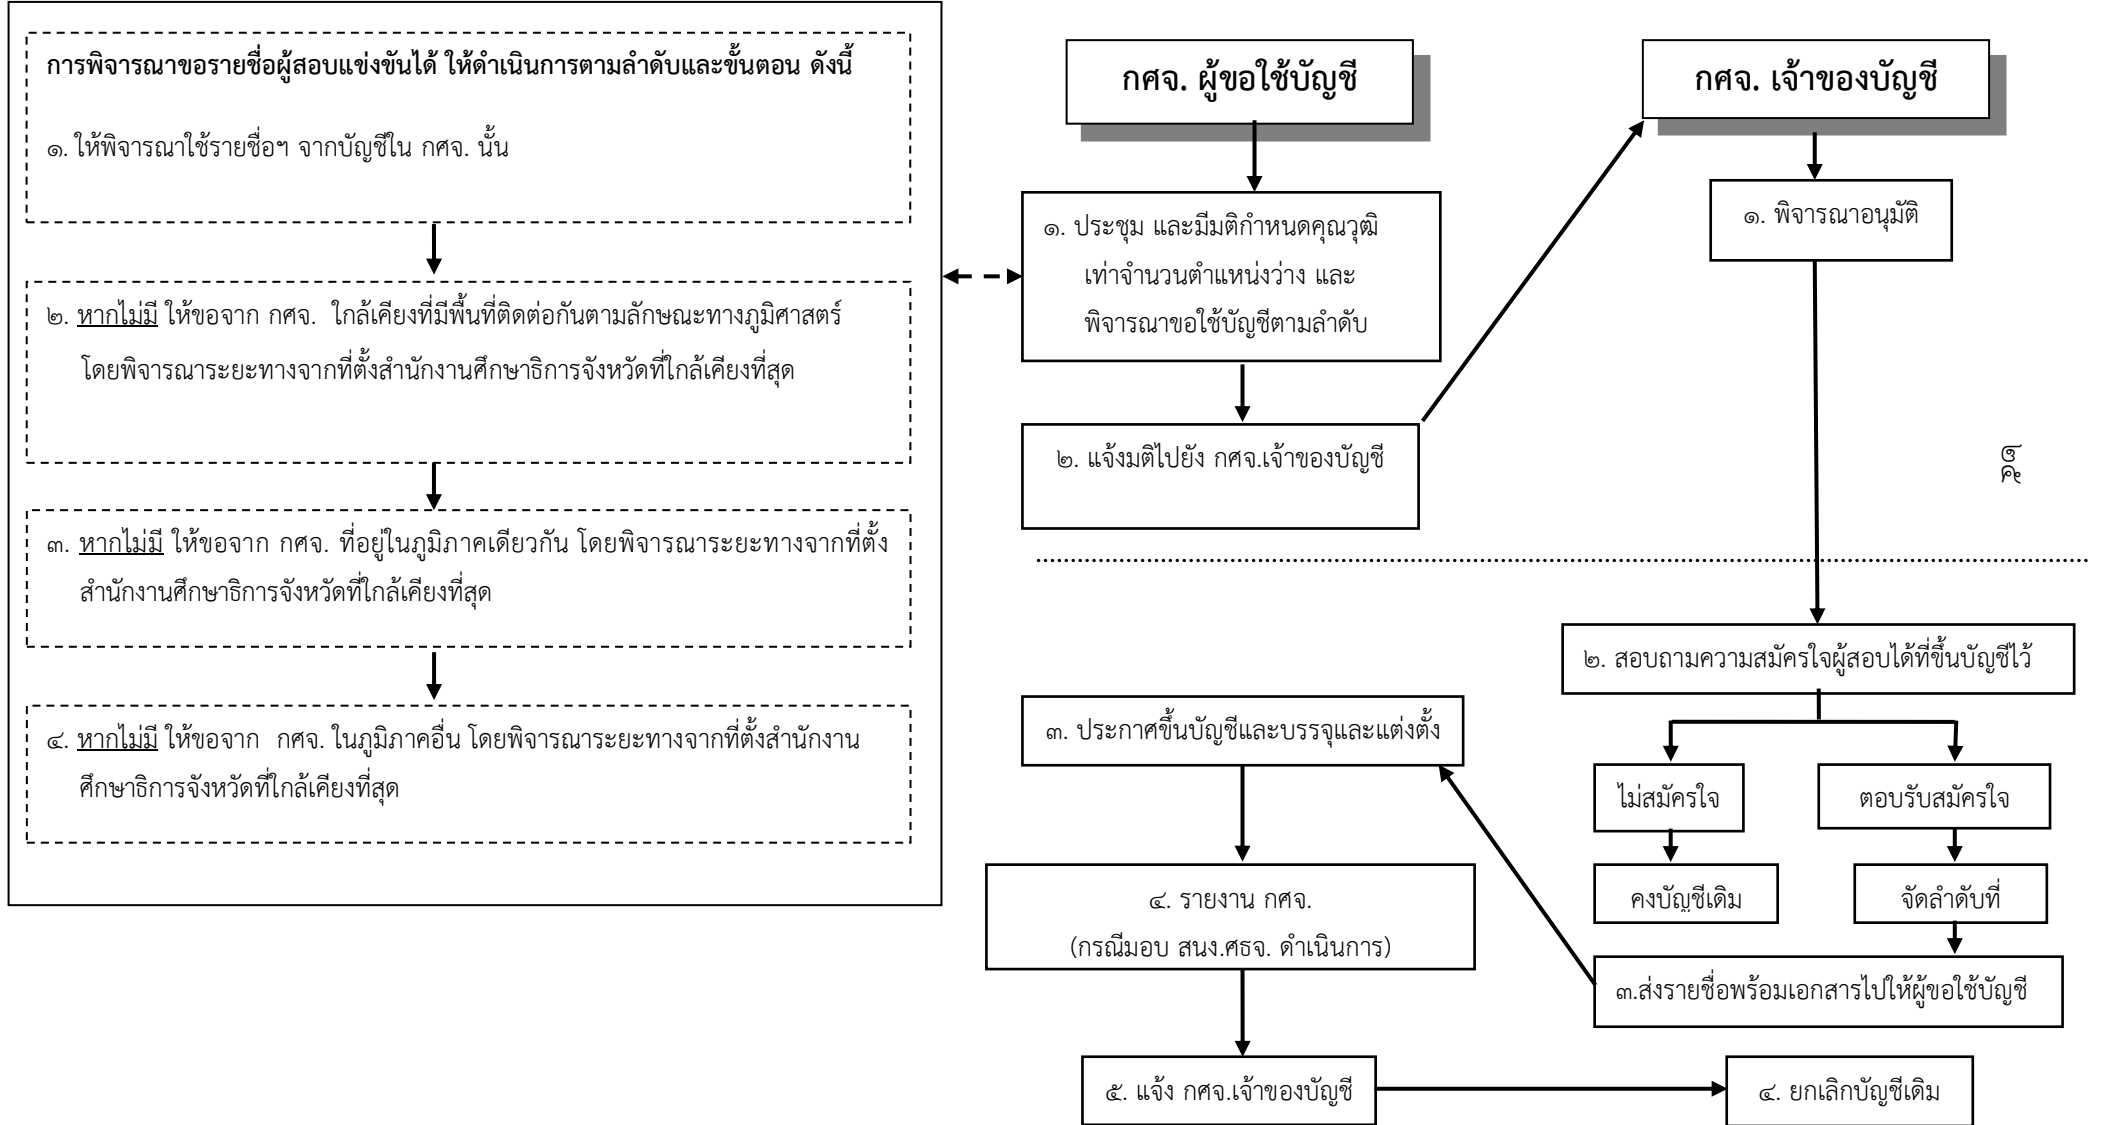 การพิจารณาขอรายชื่อผู้สอบแข่งขันได้ ให้ดำเนินการตามลำดับและขั้นตอน ดังนี้
๑. ให้พิจารณาใช้รายชื่อฯ จากบัญชีใน กศจ. นั้น
๒. หากไม่มี ให้ขอจาก กศจ. ใกล้เคียงที่มีพื้นที่ติดต่อกันตามลักษณะทางภูมิศาสตร์
โดยพิจารณาระยะทางจากที่ตั้งสำนักงานศึกษาธิการจังหวัดที่ใกล้เคียงที่สุด
๓. หากไม่มี ให้ขอจาก กศจ. ที่อยู่ในภูมิภาคเดียวกัน โดยพิจารณาระยะทางจากที่ตั้ง
สำนักงานศึกษาธิการจังหวัดที่ใกล้เคียงที่สุด
๔. หากไม่มี ให้ขอจาก กศจ. ในภูมิภาคอื่น โดยพิจารณาระยะทางจากที่ตั้งสำนักงาน
ศึกษาธิการจังหวัดที่ใกล้เคียงที่สุด
กศจ. ผู้ขอใช้บัญชี
๑. ประชุม และมีมติกำหนดคุณวุฒิ
เท่าจำนวนตำแหน่งว่าง และ
พิจารณาขอใช้บัญชีตามลำดับ
๒. แจ้งมติไปยัง กศจ.เจ้าของบัญชี
กศจ. เจ้าของบัญชี
๑. พิจารณาอนุมัติ
๒๕
๒. สอบถามความสมัครใจผู้สอบได้ที่ขึ้นบัญชีไว้
ไม่สมัครใจ
ตอบรับสมัครใจ
คงบัญชีเดิม
จัดลำดับที่
๓.ส่งรายชื่อพร้อมเอกสารไปให้ผู้ขอใช้บัญชี
๓. ประกาศขึ้นบัญชีและบรรจุและแต่งตั้ง
๔. รายงาน กศจ.
(กรณีมอบ สนง.ศธจ. ดำเนินการ)
๕. แจ้ง กศจ.เจ้าของบัญชี
๔. ยกเลิกบัญชีเดิม